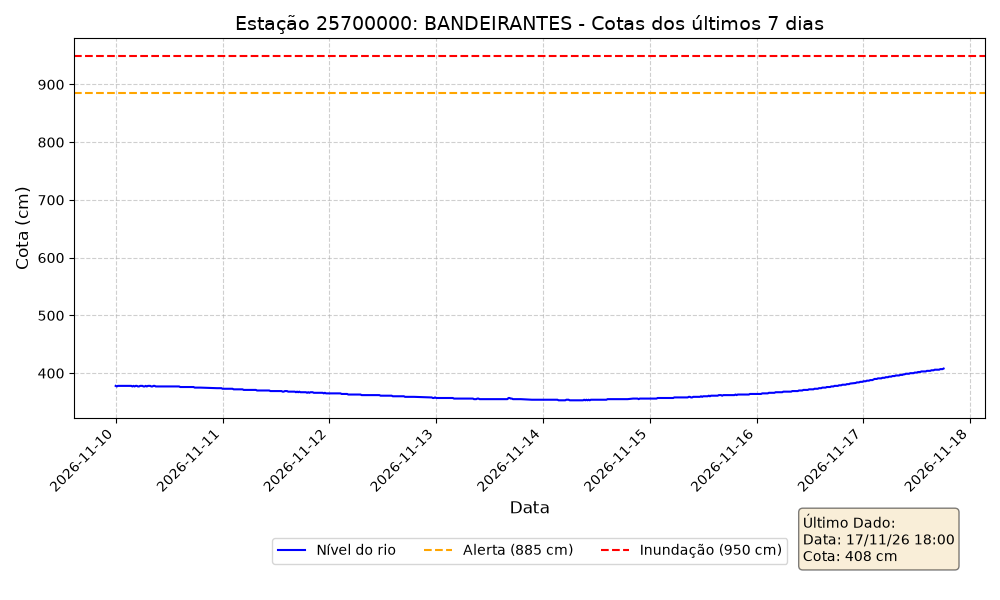 Estação 25700000: BANDEIRANTES - Cotas dos últimos 7 dias
Cota (cm)
900
800
700
600
500
400
2026-11-10
2026-11-11
2026-11-12
2026-11-13
2026-11-14
2026-11-15
2026-11-16
2026-11-17
2026-11-18
Data
Nível do rio
Alerta (885 cm)
Inundação (950 cm)
Último Dado:
Data: 17/11/26 18:00
Cota: 408 cm